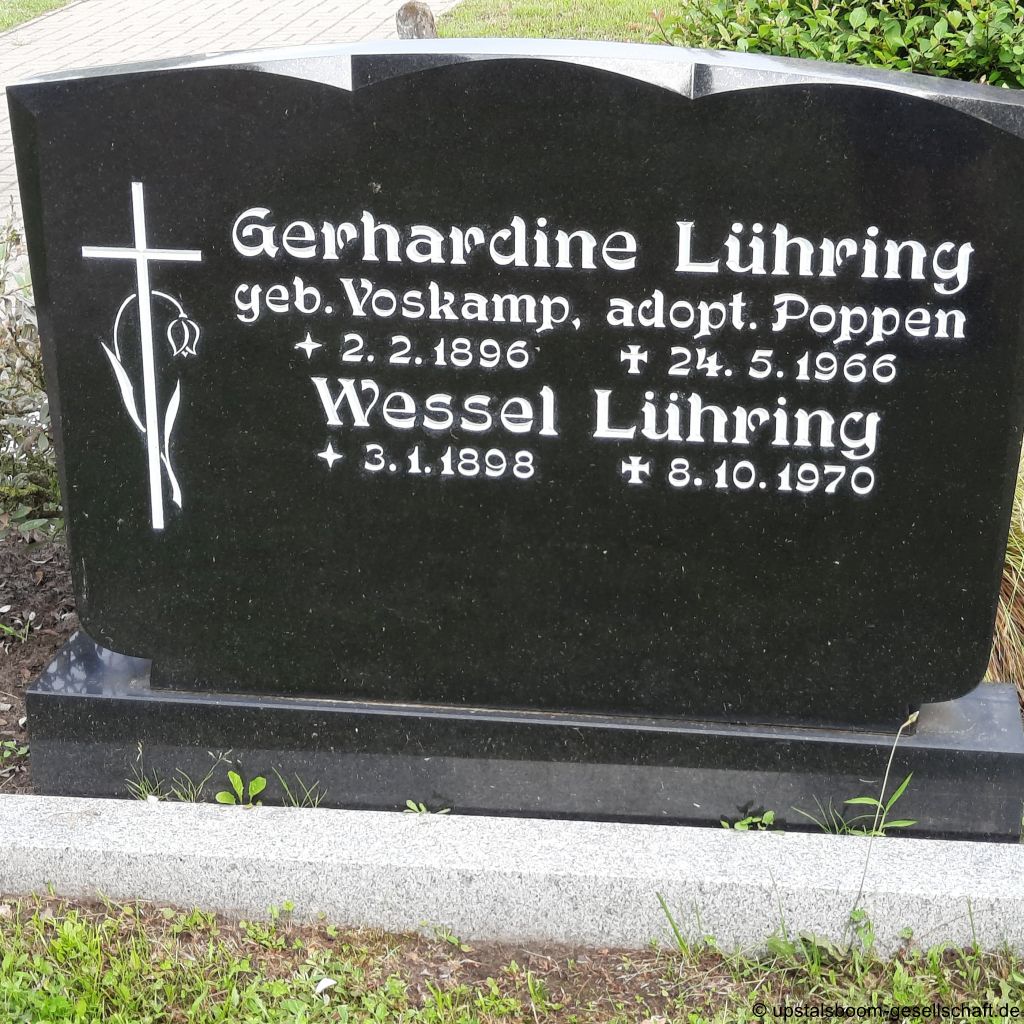 Gerhardine Lühring
geb. Voskamp, adopt. Poppen
✦ 2. 2. 1896 ✝ 24. 5. 1966
Wessel Lühring
✦ 3. 1. 1898 ✝ 8. 10. 1970
© upstalsboom-gesellschaft.de